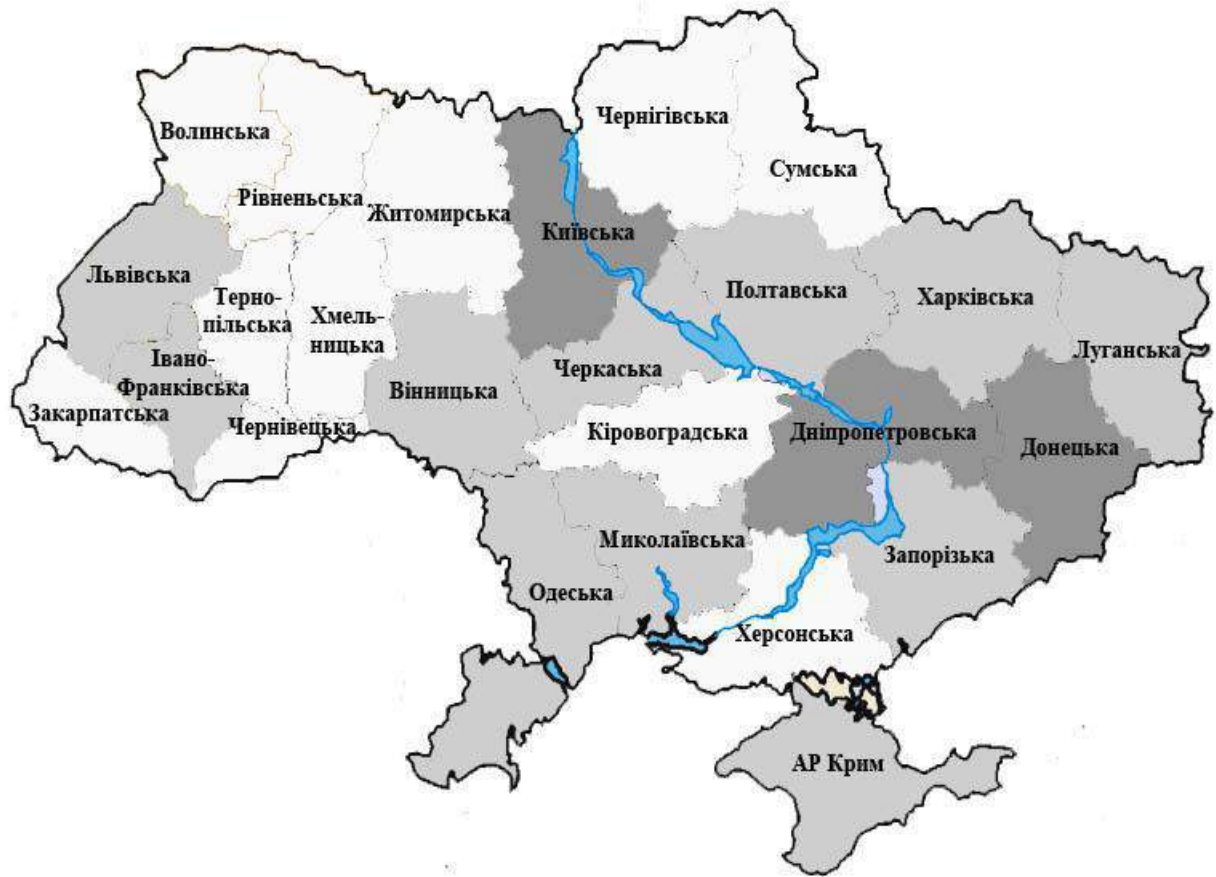 Чернігівська
Волинська
Сумська
Рівненьська
Житомирська
Київська
Львівська
Полтавська
Харківська
Терно-
пільська
Хмель-
ницька
Луганська
Івано-
Франківська
Черкаська
Вінницька
Закарпатська
Чернівецька
Кіровоградська
Дніпропетровська
Донецька
Миколаївська
Запорізька
Одеська
Херсонська
АР Крим